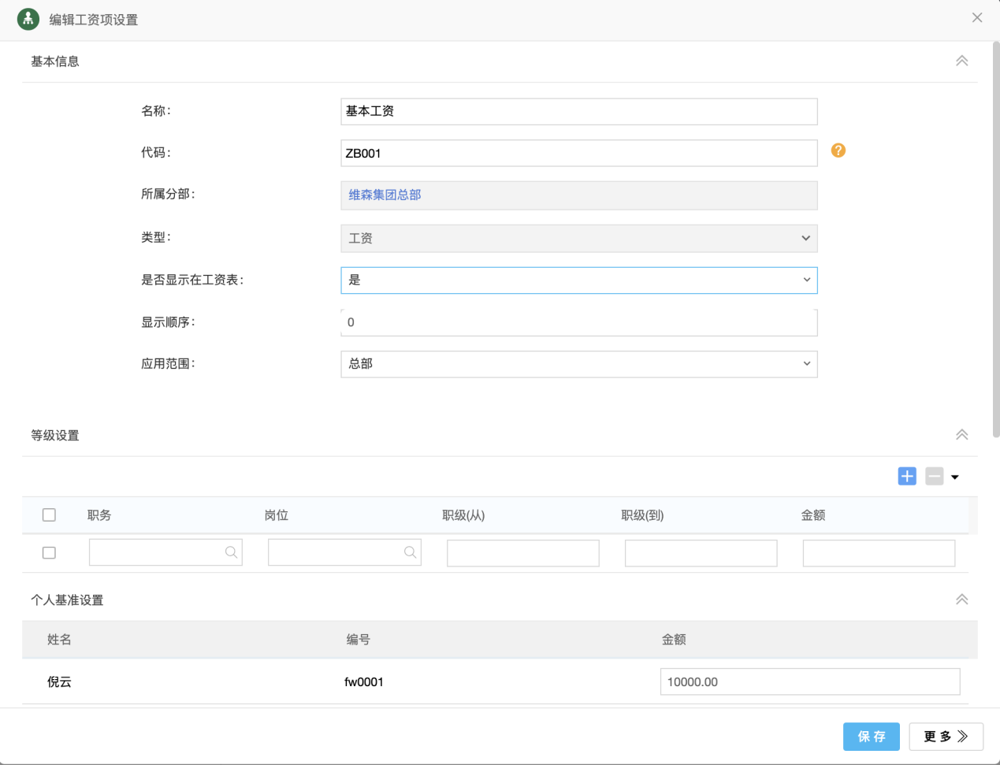 编辑工资项设置
基本信息
名称：
基本工资
代码：
ZB001
?
所属分部：
维森集团总部
类型：
工资
是否显示在工资表：
是
显示顺序：
0
应用范围：
总部
等级设置
职务 岗位 职级(从) 职级(到) 金额
个人基准设置
姓名 编号 金额
倪云 fw0001 10000.00
保存 更多